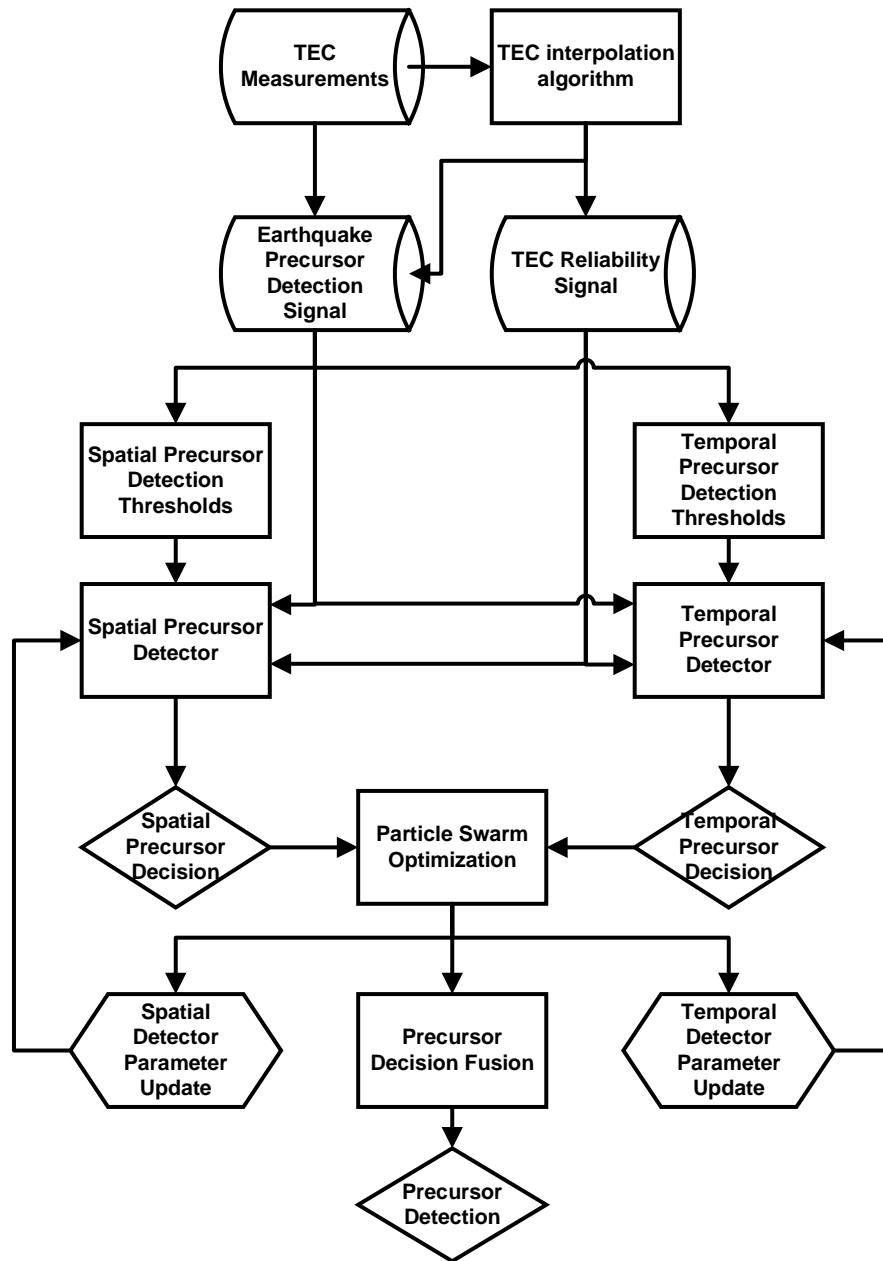 TEC
Measurements
TEC interpolation
algorithm
Earthquake
Precursor
Detection
Signal
TEC Reliability
Signal
Spatial Precursor
Detection
Thresholds
Temporal
Precursor
Detection
Thresholds
Spatial Precursor
Detector
Temporal
Precursor
Detector
Spatial
Precursor
Decision
Particle Swarm
Optimization
Temporal
Precursor
Decision
Spatial
Detector
Parameter
Update
Precursor
Decision Fusion
Temporal
Detector
Parameter
Update
Precursor
Detection